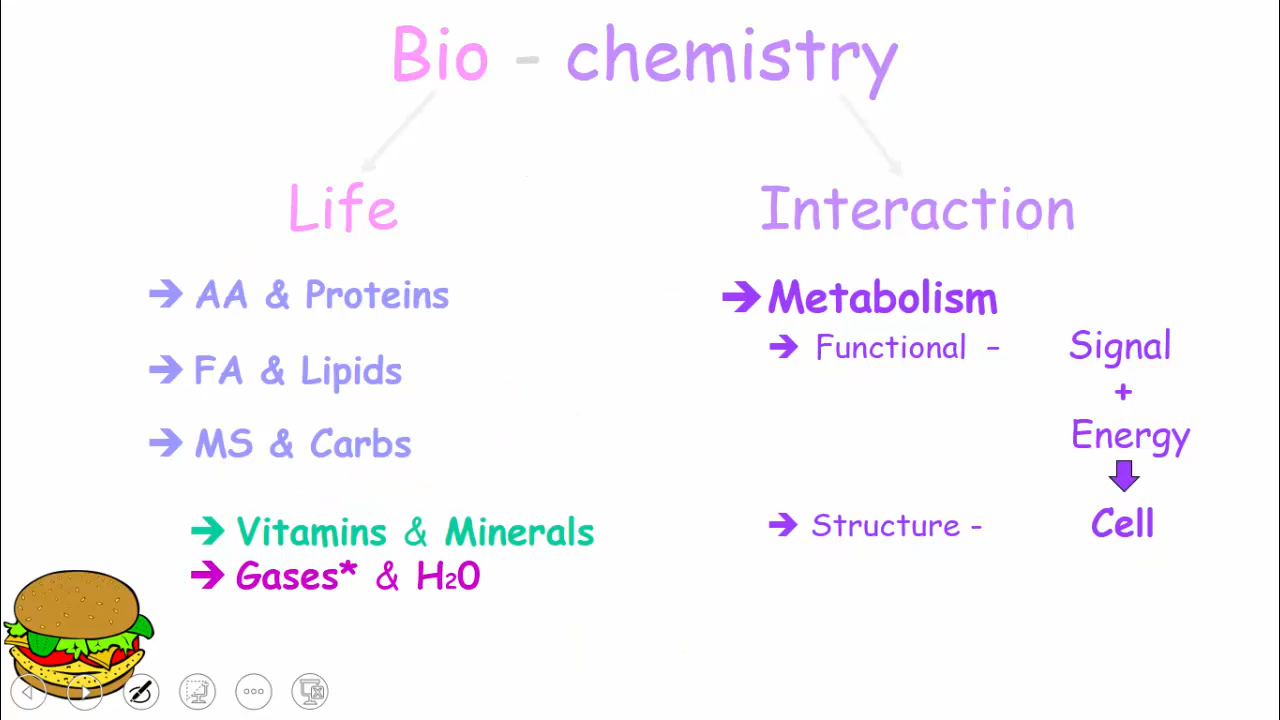 Bio - chemistry
Life
Interaction
➔ AA & Proteins
➔ FA & Lipids
➔ MS & Carbs
➔ Vitamins & Minerals
➔ Gases* & H₂0
➔ Metabolism
➔ Functional – Signal
+
Energy
➔ Structure - Cell